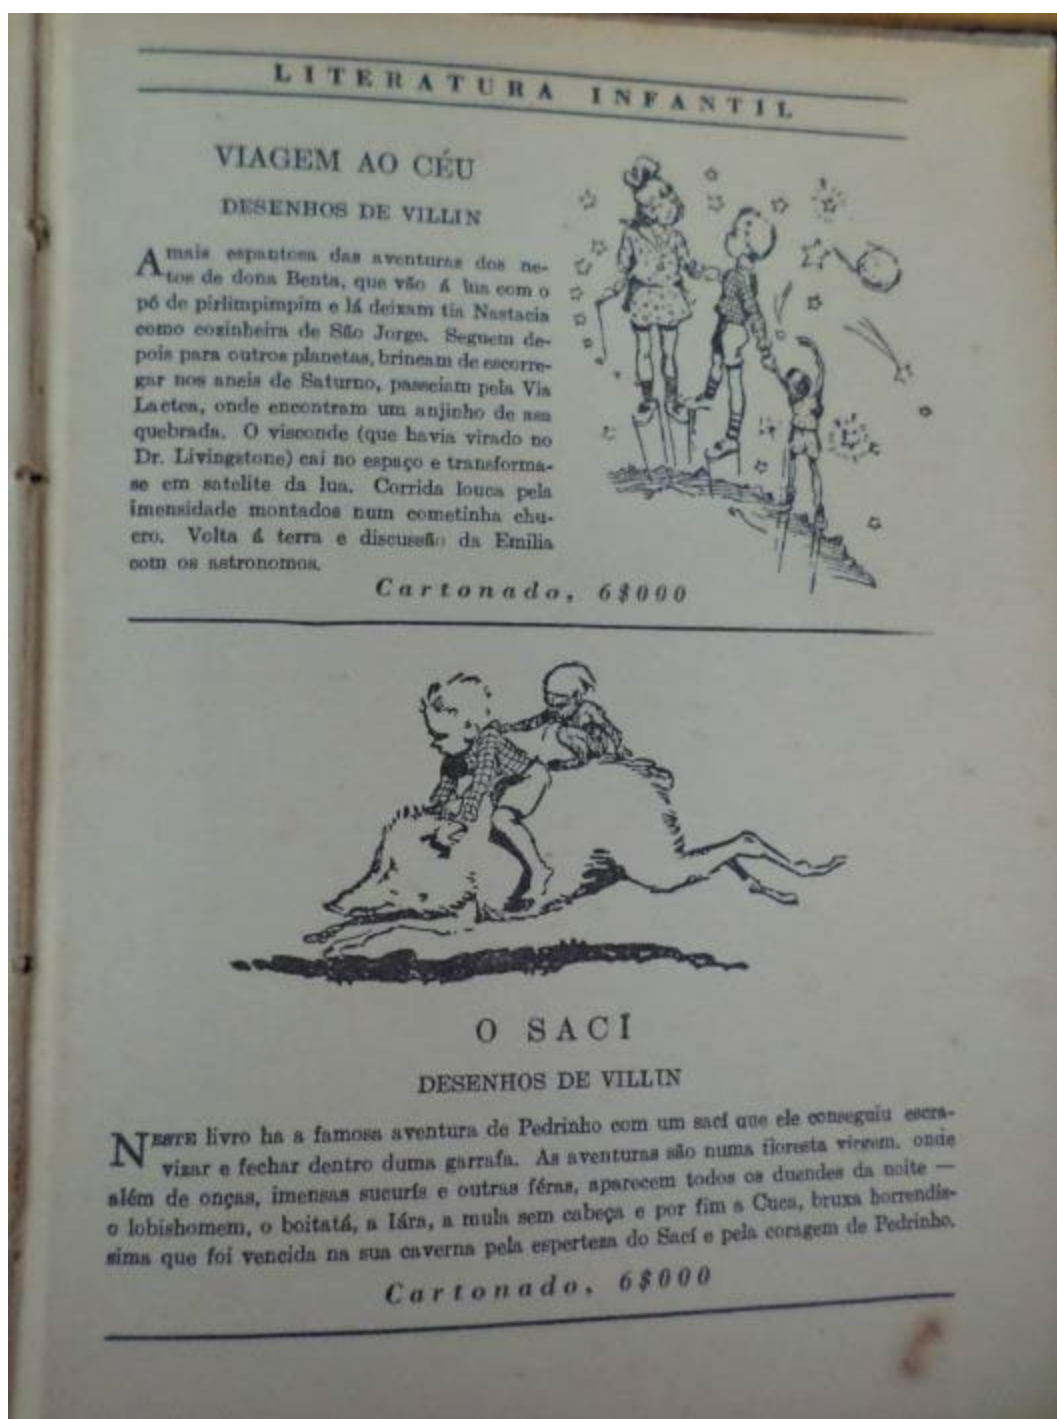 LITERATURA INFANTIL
VIAGEM AO CÉU
DESENHOS DE VILLIN
A mais espantosa das aventuras dos ne-
tos de dona Benta, que vão á lua com o
pó de pirlimpimpim e lá deixam tia Nastacia
como cozinheira de São Jorge. Seguem de-
pois para outros planetas, brincam de escorre-
gar nos aneis de Saturno, passeiam pela Via
Lactea, onde encontram um anjinho de asa
quebrada. O visconde (que havia virado no
Dr. Livingstone) cai no espaço e transforma-
se em satelite da lua. Corrida louca pela
imensidade montados num cometinha chu-
cro. Volta á terra e discussão da Emilia
com os astronomos.
Cartonado, 6$000
O SACÍ
DESENHOS DE VILLIN
NESTE livro ha a famosa aventura de Pedrinho com um sací que ele conseguiu escra-
vizar e fechar dentro duma garrafa. As aventuras são numa floresta virgem, onde
além de onças, imensas sucurís e outras féras, aparecem todos os duendes da noite —
o lobishomem, o boitatá, a Iára, a mula sem cabeça e por fim a Cuca, bruxa horrendis-
sima que foi vencida na sua caverna pela esperteza do Sací e pela coragem de Pedrinho.
Cartonado, 6$000